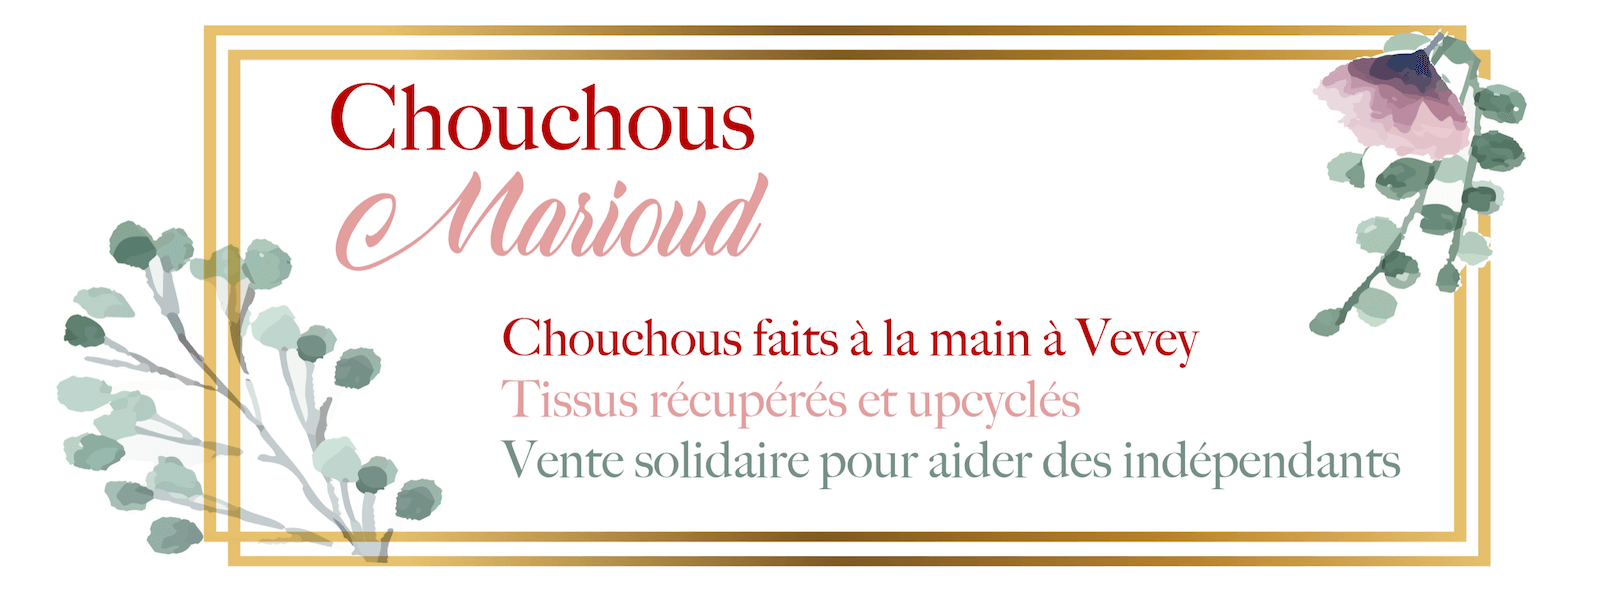 Chouchous
Marioud
Chouchous faits à la main à Vevey
Tissus récupérés et upcyclés
Vente solidaire pour aider des indépendants